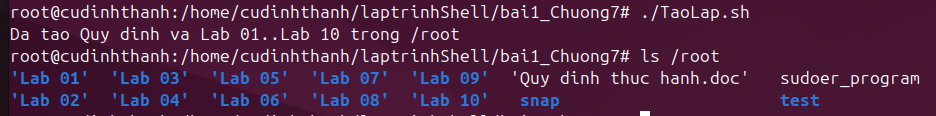 root@cudinhthanh:/home/cudinhthanh/laptrinhShell/bai1_Chuong7# ./TaoLap.sh
Da tao Quy dinh va Lab 01..Lab 10 trong /root
root@cudinhthanh:/home/cudinhthanh/laptrinhShell/bai1_Chuong7# ls /root
'Lab 01' 'Lab 03' 'Lab 05' 'Lab 07' 'Lab 09' 'Quy dinh thuc hanh.doc' sudoer_program
'Lab 02' 'Lab 04' 'Lab 06' 'Lab 08' 'Lab 10' snap test